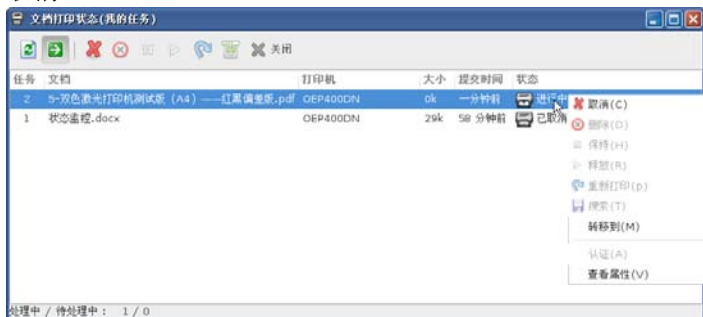 文档打印状态(我的任务)
关闭
任务 文档 打印机 大小 提交时间 状态
2 5-双色激光打印机测试版（A4）——红黑偏差版.pdf OEP400DN 0k 一分钟前 进行中
1 状态监控.docx OEP400DN 29k 58 分钟前 已取消
取消(C)
删除(D)
保持(H)
释放(R)
重新打印(p)
搜索(T)
转移到(M)
认证(A)
查看属性(V)
处理中 / 待处理中： 1 / 0